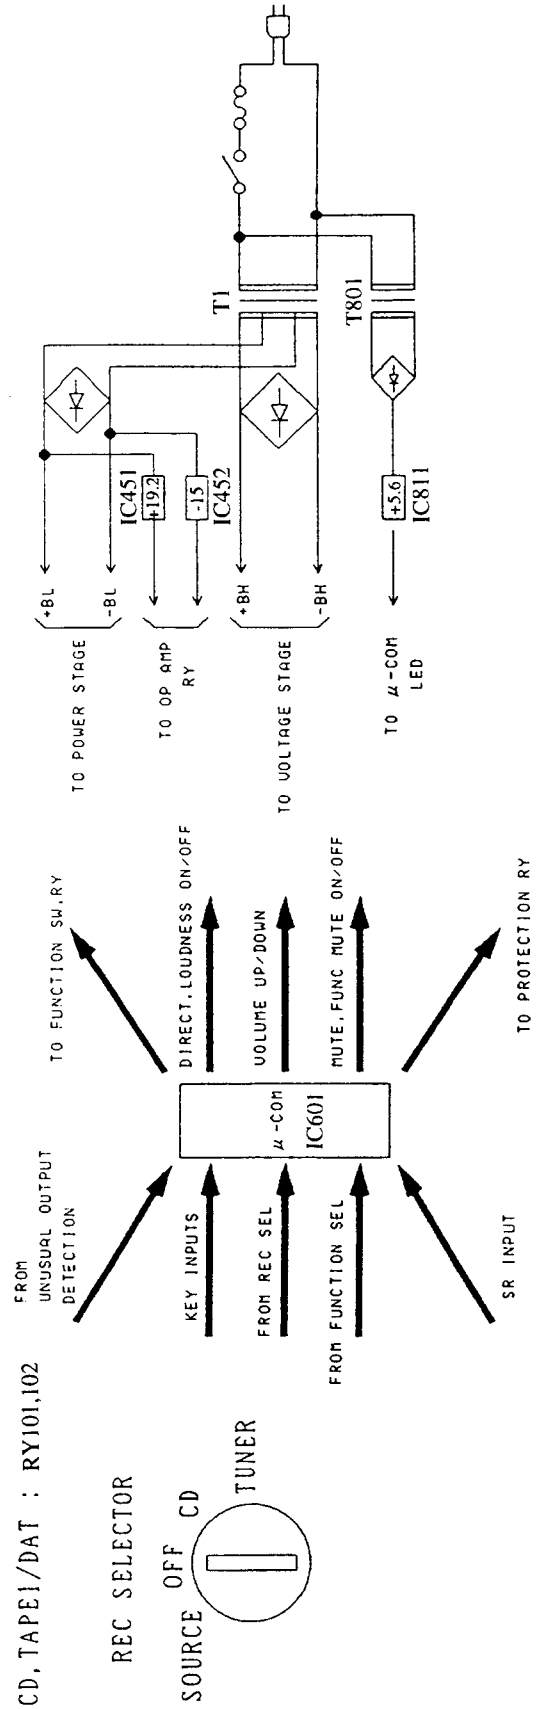 CD, TAPE1/DAT : RY101,102
REC SELECTOR
SOURCE
OFF
CD
TUNER
FROM
UNUSUAL OUTPUT
DETECTION
KEY INPUTS
FROM REC SEL
FROM FUNCTION SEL
SR INPUT
μ-COM
IC601
TO FUNCTION SW,RY
DIRECT,LOUDNESS ON/OFF
VOLUME UP/DOWN
MUTE,FUNC MUTE ON/OFF
TO PROTECTION RY
TO POWER STAGE
TO OP AMP
RY
TO VOLTAGE STAGE
TO μ-COM
LED
+BL
-BL
+BH
-BH
IC451
+19.2
-15
IC452
+5.6
IC811
T1
T801